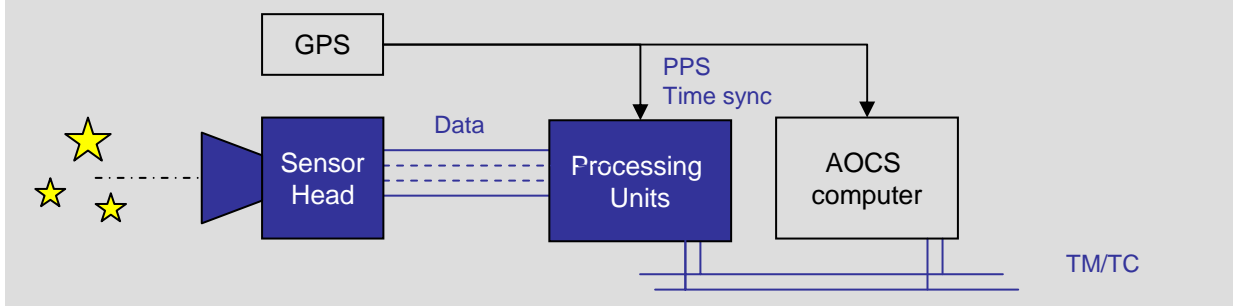 GPS
PPS
Time sync
Data
Sensor
Head
Processing
Units
AOCS
computer
TM/TC